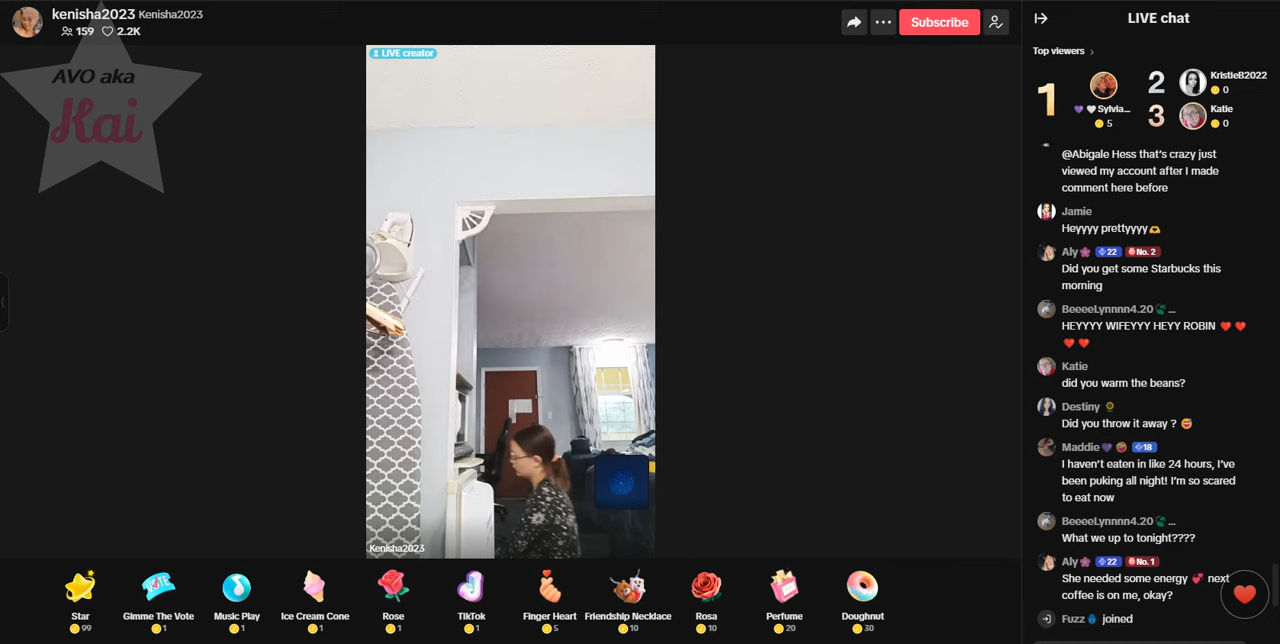 kenisha2023 Kenisha2023
159 2.2K
Subscribe
AVO aka
Kai
LIVE creator
Kenisha2023
LIVE chat
Top viewers
1
Sylvia...
5
2
KristieB2022
0
3
Katie
0
@Abigale Hess that's crazy just
viewed my account after I made
comment here before
Jamie
Heyyyy prettyyyy
Aly 22 No. 2
Did you get some Starbucks this
morning
BeeeeLynnnn4.20 ...
HEYYYY WIFEYYY HEYY ROBIN
Katie
did you warm the beans?
Destiny
Did you throw it away ?
Maddie 18
I haven't eaten in like 24 hours, I've
been puking all night! I'm so scared
to eat now
BeeeeLynnnn4.20 ...
What we up to tonight????
Aly 22 No. 1
She needed some energy next
coffee is on me, okay?
Fuzz joined
Star
99
Gimme The Vote
1
Music Play
1
Ice Cream Cone
1
Rose
1
TikTok
1
Finger Heart
5
Friendship Necklace
10
Rosa
10
Perfume
20
Doughnut
30